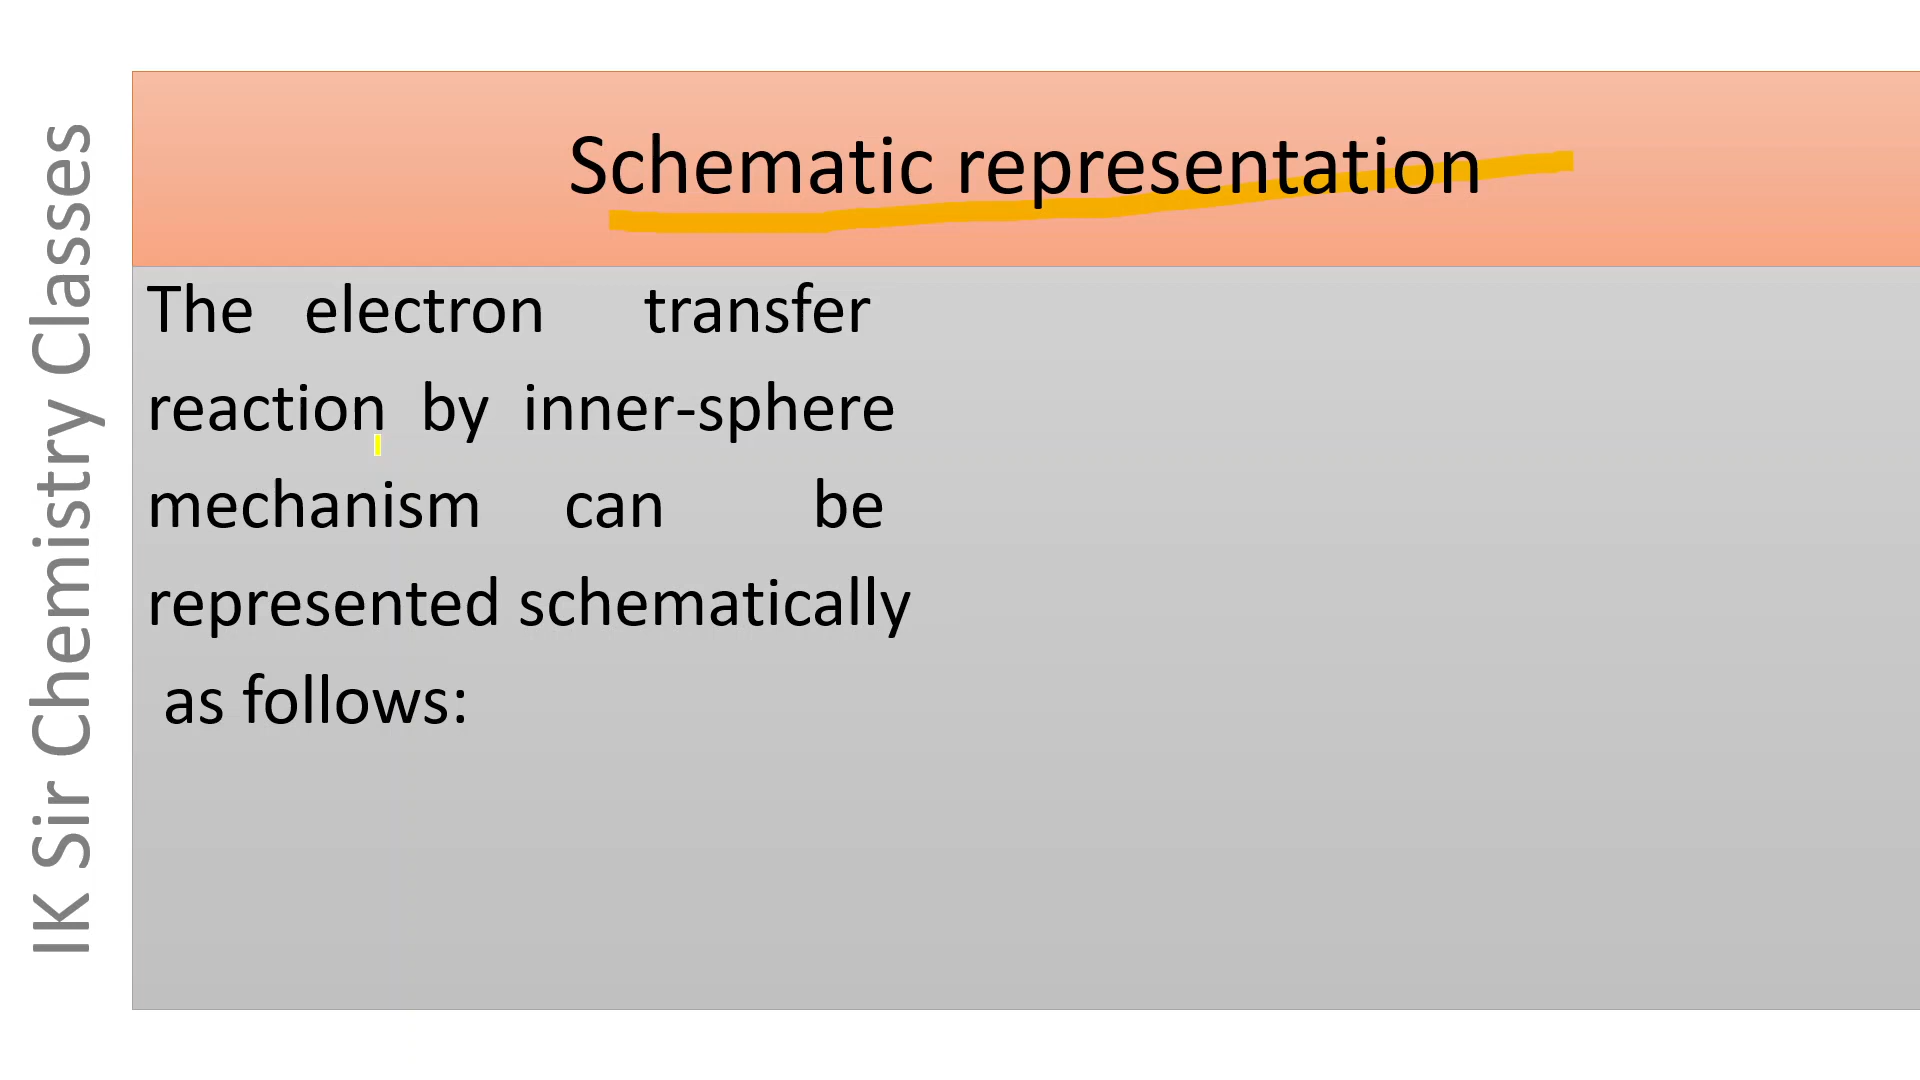 IK Sir Chemistry Classes
Schematic representation
The electron transfer
reaction by inner-sphere
mechanism can be
represented schematically
as follows: